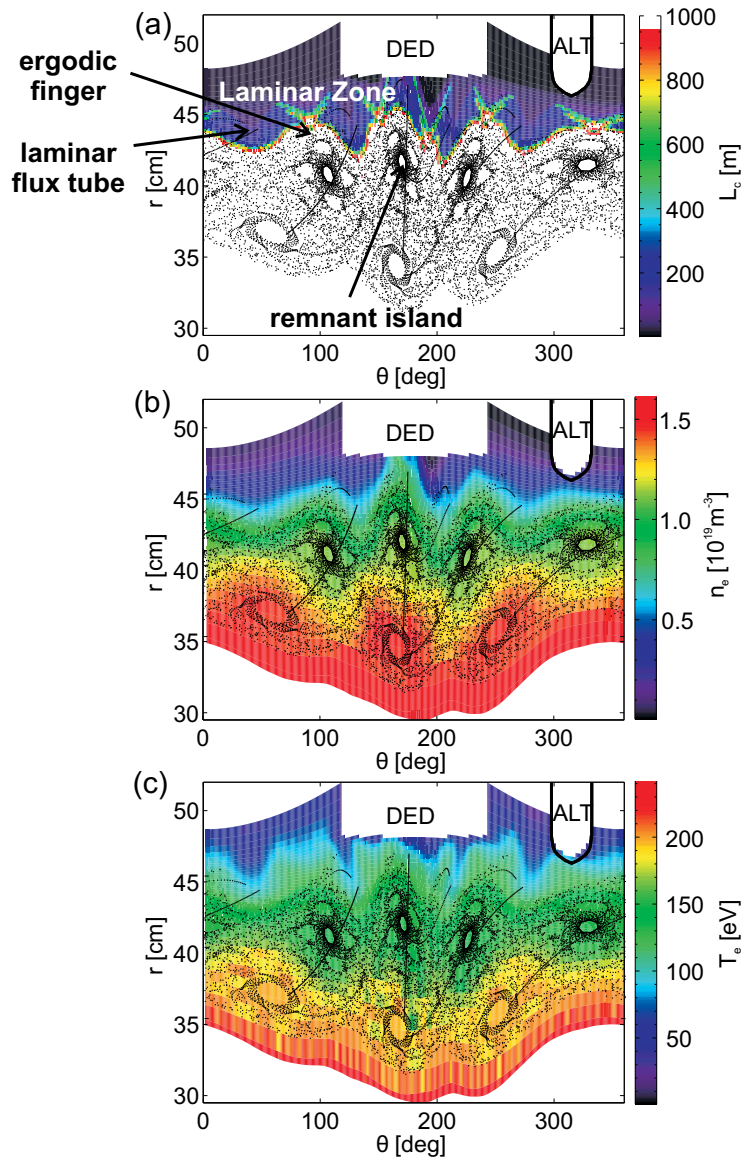 (a)
DED
ALT
ergodic
finger
Laminar Zone
laminar
flux tube
remnant island
50
45
40
35
30
r [cm]
0
100
200
300
θ [deg]
1000
800
600
400
200
L_c [m]
(b)
DED
ALT
50
45
40
35
30
r [cm]
0
100
200
300
θ [deg]
1.5
1.0
0.5
n_e [10^19 m^-3]
(c)
DED
ALT
50
45
40
35
30
r [cm]
0
100
200
300
θ [deg]
200
150
100
50
T_e [eV]